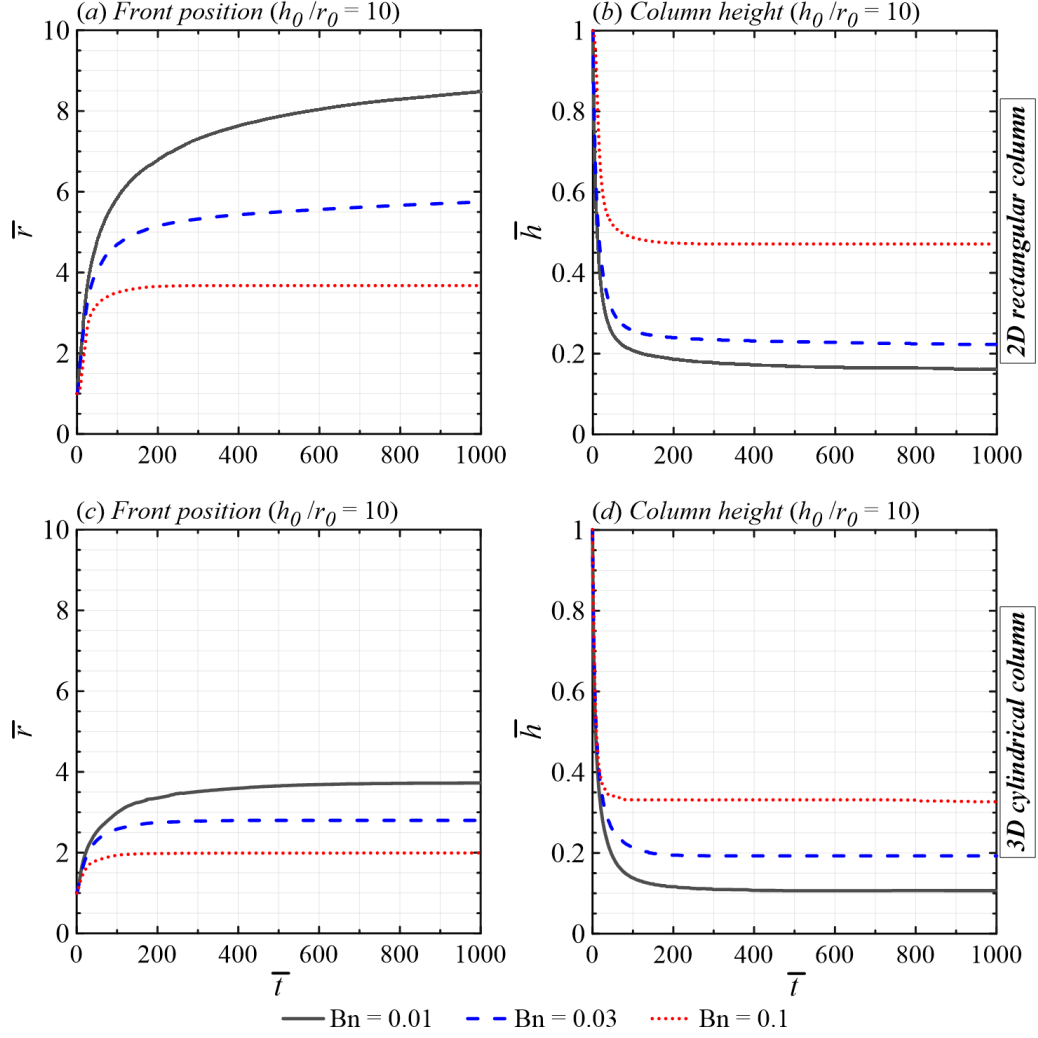 (a) Front position (h₀/r₀ = 10)
10
8
6
4
2
0
r̅
0 200 400 600 800 1000
(b) Column height (h₀/r₀ = 10)
1
0.8
0.6
0.4
0.2
0
h̅
0 200 400 600 800 1000
2D rectangular column
(c) Front position (h₀/r₀ = 10)
10
8
6
4
2
0
r̅
0 200 400 600 800 1000
t̅
(d) Column height (h₀/r₀ = 10)
1
0.8
0.6
0.4
0.2
0
h̅
0 200 400 600 800 1000
t̅
3D cylindrical column
Bn = 0.01 Bn = 0.03 Bn = 0.1